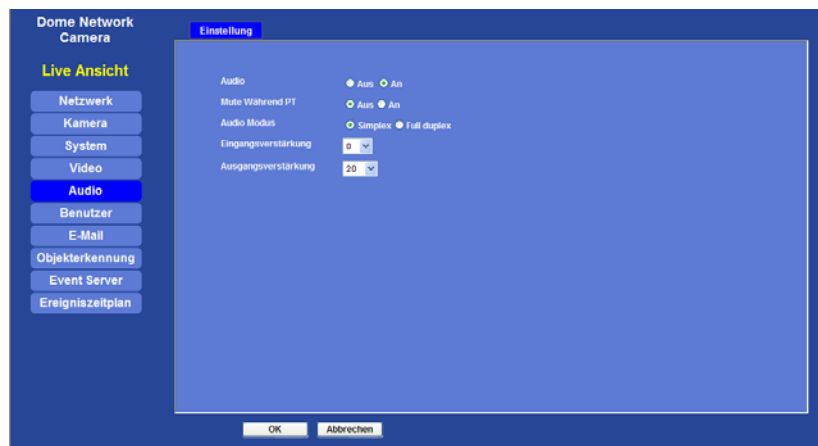 Dome Network
Camera
Live Ansicht
Netzwerk
Kamera
System
Video
Audio
Benutzer
E-Mail
Objekterkennung
Event Server
Ereigniszeitplan
Einstellung
Audio Aus An
Mute Während PT Aus An
Audio Modus Simplex Full duplex
Eingangsverstärkung 0
Ausgangsverstärkung 20
OK Abbrechen